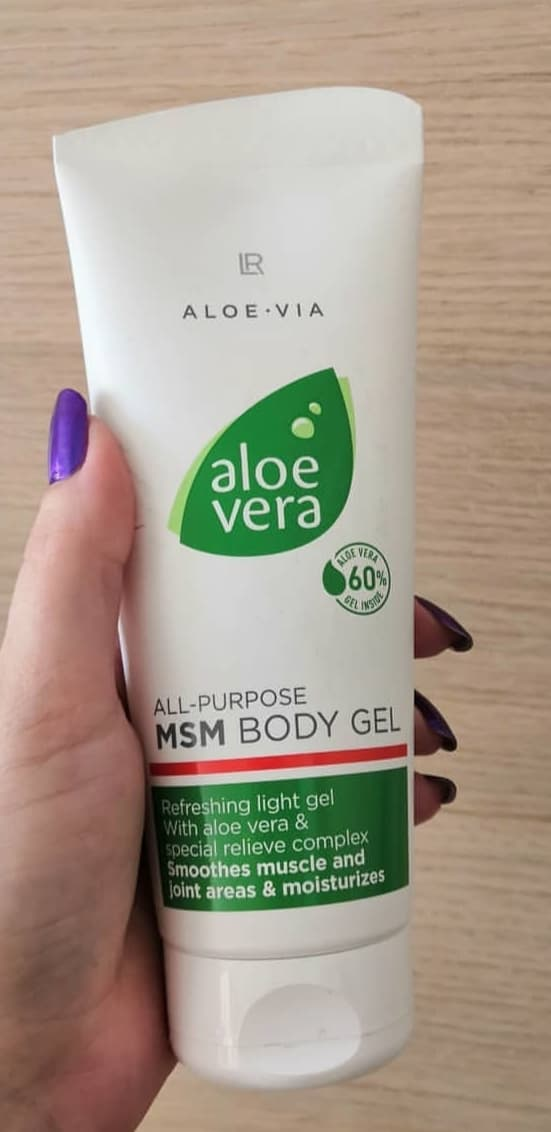 LR
ALOE·VIA
aloe
vera
ALOE VERA
60%
GEL INSIDE
ALL-PURPOSE
MSM BODY GEL
Refreshing light gel
With aloe vera &
special relieve complex
Smoothes muscle and
joint areas & moisturizes